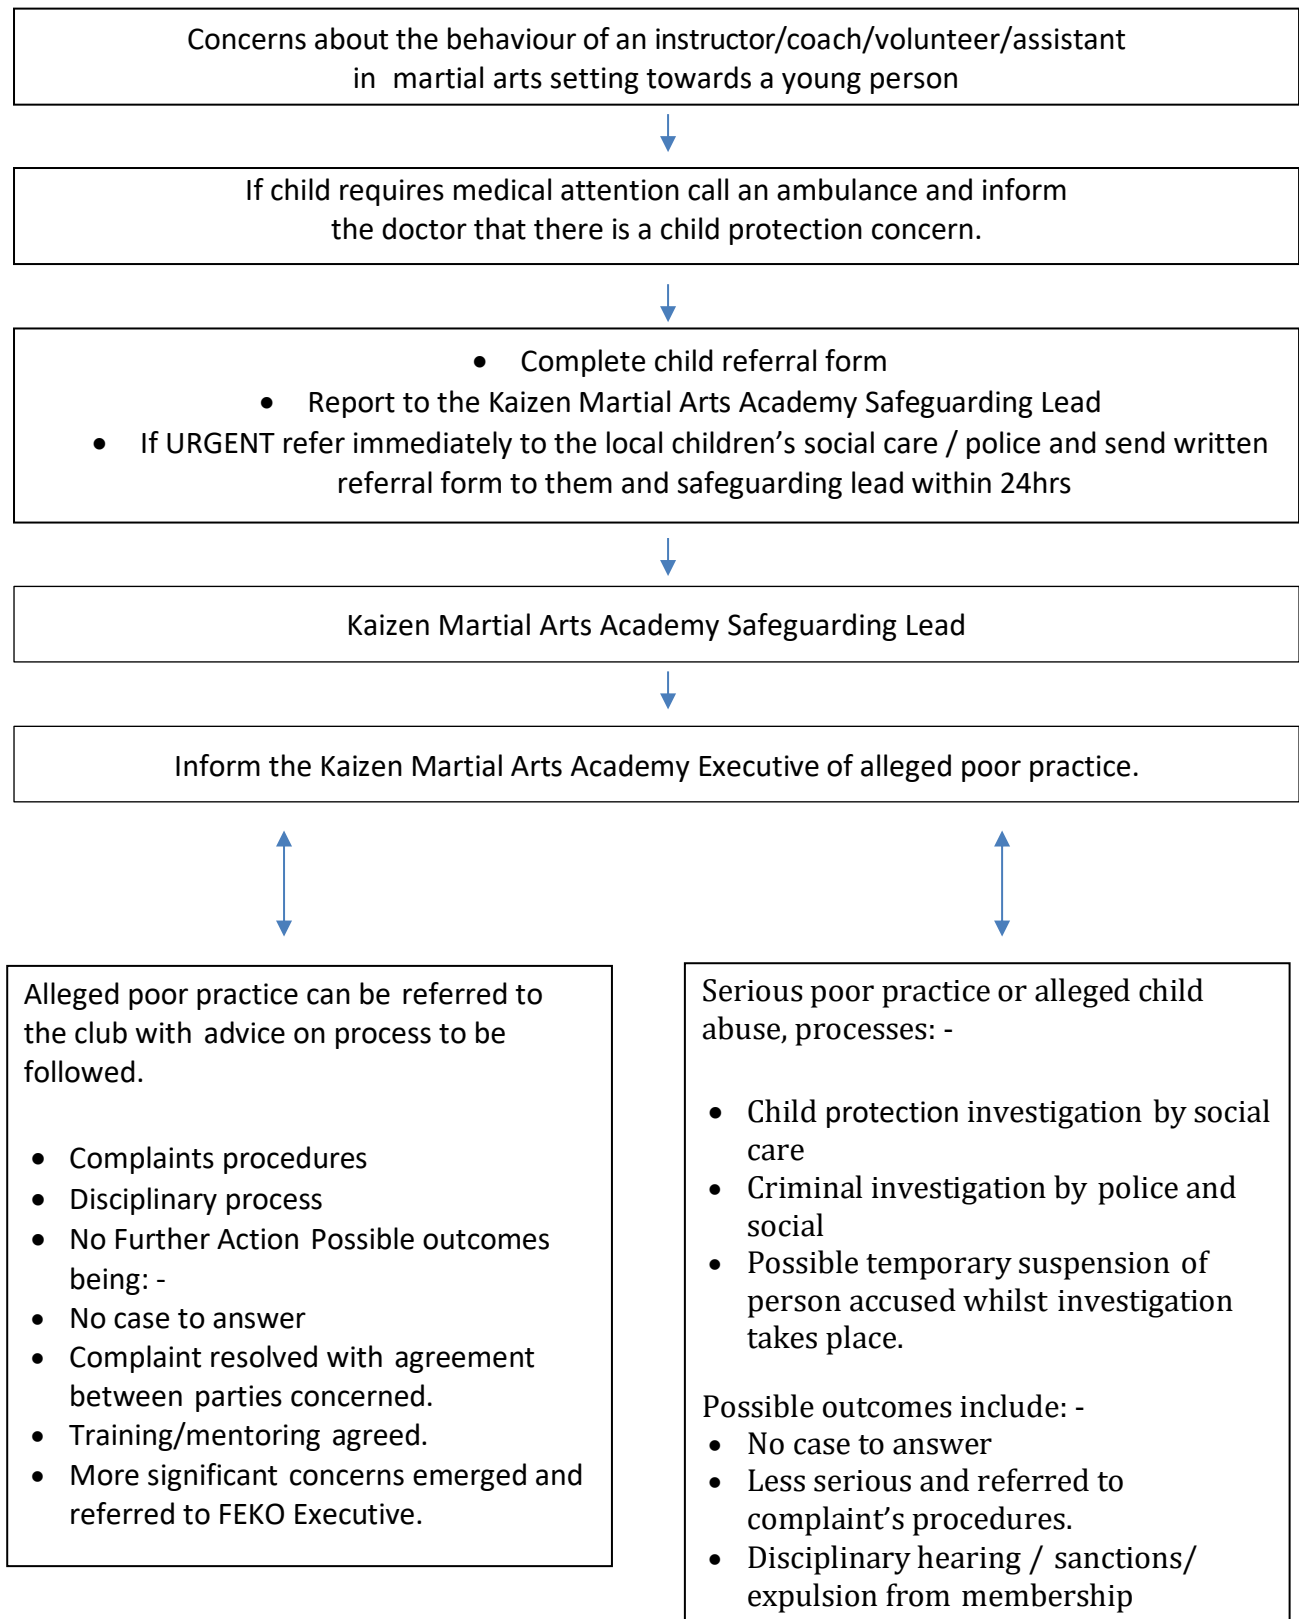 Concerns about the behaviour of an instructor/coach/volunteer/assistant
in martial arts setting towards a young person
If child requires medical attention call an ambulance and inform
the doctor that there is a child protection concern.
• Complete child referral form
• Report to the Kaizen Martial Arts Academy Safeguarding Lead
• If URGENT refer immediately to the local children’s social care / police and send written
referral form to them and safeguarding lead within 24hrs
Kaizen Martial Arts Academy Safeguarding Lead
Inform the Kaizen Martial Arts Academy Executive of alleged poor practice.
Alleged poor practice can be referred to
the club with advice on process to be
followed.
• Complaints procedures
• Disciplinary process
• No Further Action Possible outcomes
being: -
• No case to answer
• Complaint resolved with agreement
between parties concerned.
• Training/mentoring agreed.
• More significant concerns emerged and
referred to FEKO Executive.
Serious poor practice or alleged child
abuse, processes: -
• Child protection investigation by social
care
• Criminal investigation by police and
social
• Possible temporary suspension of
person accused whilst investigation
takes place.
Possible outcomes include: -
• No case to answer
• Less serious and referred to
complaint’s procedures.
• Disciplinary hearing / sanctions/
expulsion from membership